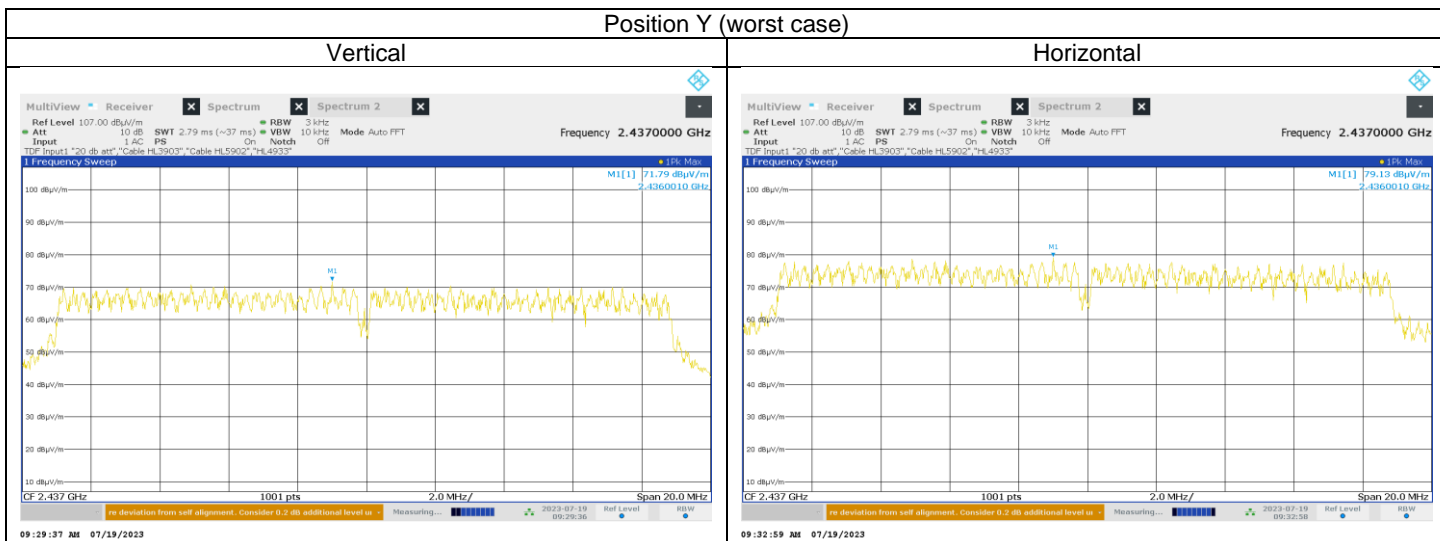 Position Y (worst case)
Vertical
MultiView Receiver Spectrum Spectrum 2
Ref Level 107.00 dBµV/m RBW 3 kHz
Att 10 dB SWT 2.79 ms (~37 ms) VBW 10 kHz Mode Auto FFT Frequency 2.4370000 GHz
Input 1 AC PS On Notch Off
TDF Input1 "20 db att","Cable HL3903","Cable HL5902","HL4933"
1 Frequency Sweep 1Pk Max
M1[1] 71.79 dBµV/m
2.4360010 GHz
100 dBµV/m
90 dBµV/m
80 dBµV/m
M1
70 dBµV/m
60 dBµV/m
50 dBµV/m
40 dBµV/m
30 dBµV/m
20 dBµV/m
10 dBµV/m
CF 2.437 GHz 1001 pts 2.0 MHz/ Span 20.0 MHz
re deviation from self alignment. Consider 0.2 dB additional level u Measuring... 2023-07-19 Ref Level RBW
09:29:36
09:29:37 AM 07/19/2023
Horizontal
MultiView Receiver Spectrum Spectrum 2
Ref Level 107.00 dBµV/m RBW 3 kHz
Att 10 dB SWT 2.79 ms (~37 ms) VBW 10 kHz Mode Auto FFT Frequency 2.4370000 GHz
Input 1 AC PS On Notch Off
TDF Input1 "20 db att","Cable HL3903","Cable HL5902","HL4933"
1 Frequency Sweep 1Pk Max
M1[1] 79.13 dBµV/m
2.4360010 GHz
100 dBµV/m
90 dBµV/m
M1
80 dBµV/m
70 dBµV/m
60 dBµV/m
50 dBµV/m
40 dBµV/m
30 dBµV/m
20 dBµV/m
10 dBµV/m
CF 2.437 GHz 1001 pts 2.0 MHz/ Span 20.0 MHz
re deviation from self alignment. Consider 0.2 dB additional level u Measuring... 2023-07-19 Ref Level RBW
09:32:58
09:32:59 AM 07/19/2023